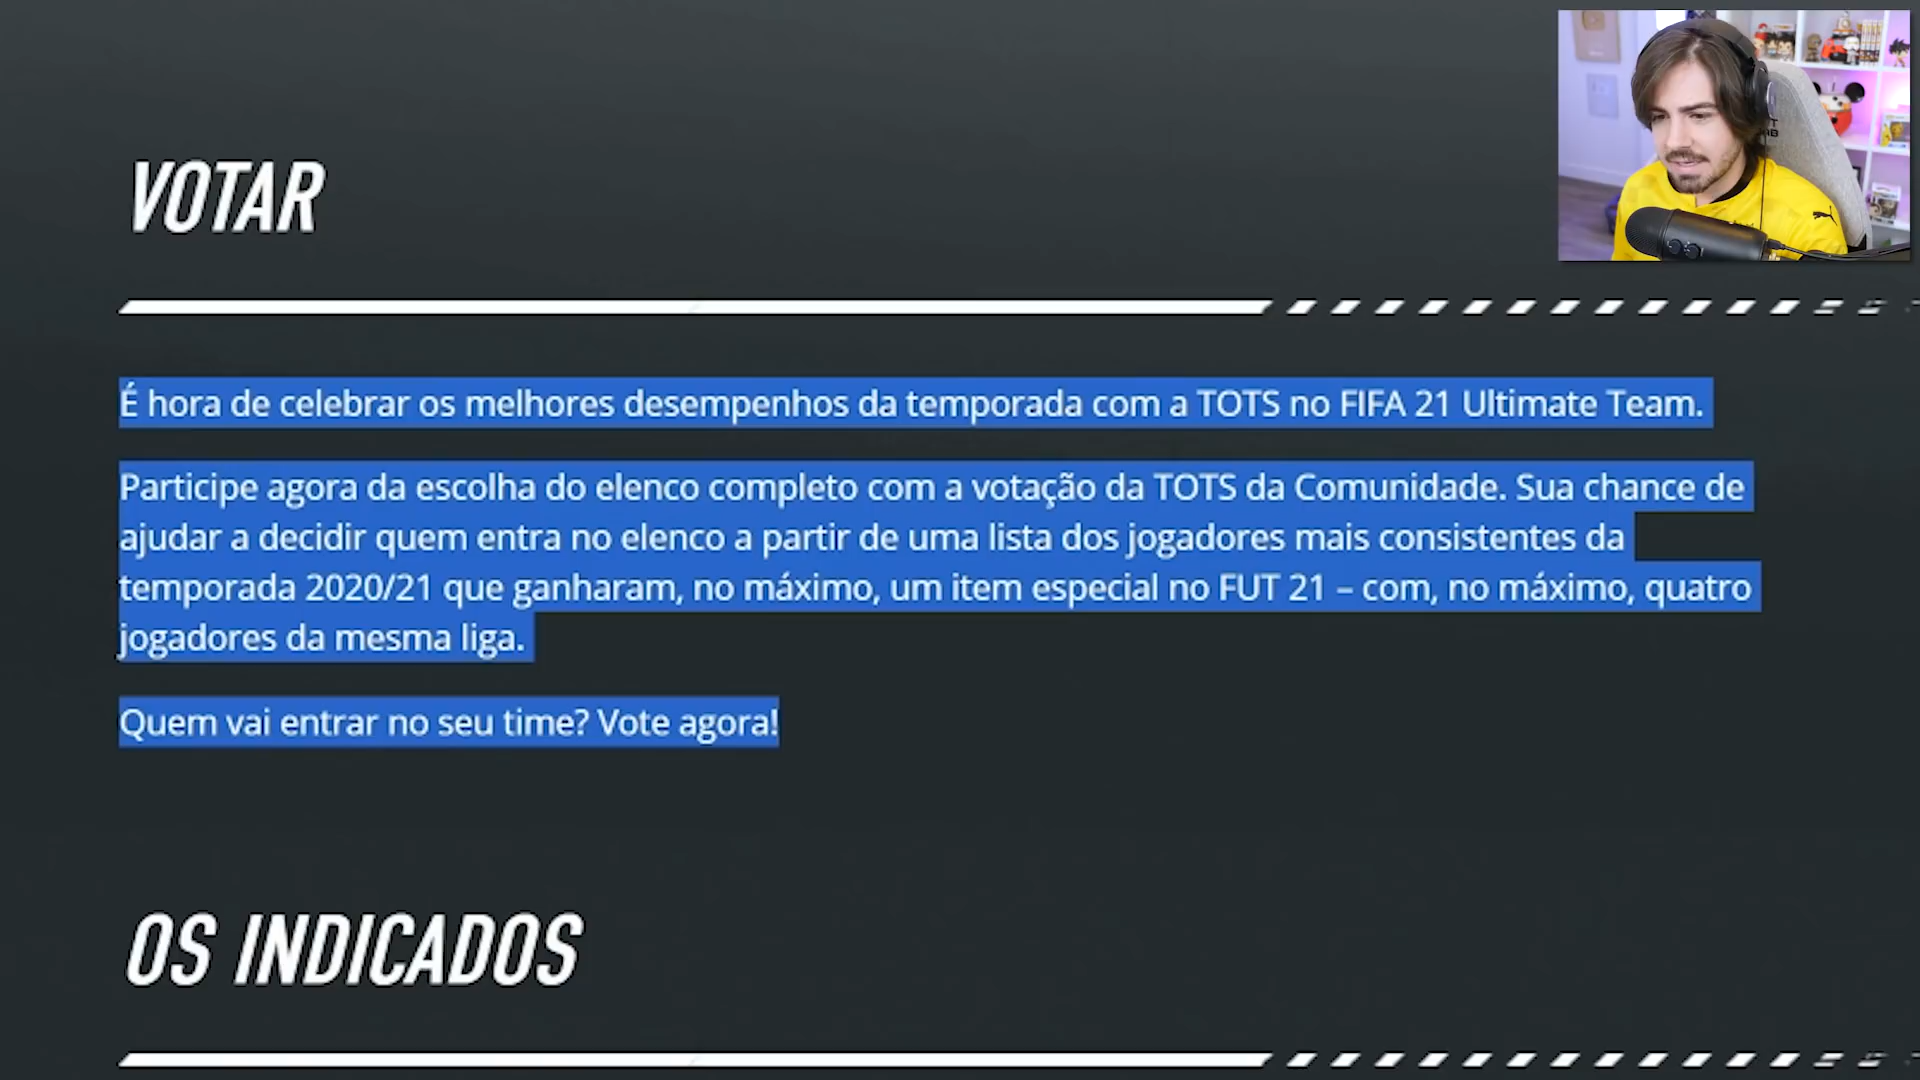 VOTAR
É hora de celebrar os melhores desempenhos da temporada com a TOTS no FIFA 21 Ultimate Team.
Participe agora da escolha do elenco completo com a votação da TOTS da Comunidade. Sua chance de
ajudar a decidir quem entra no elenco a partir de uma lista dos jogadores mais consistentes da
temporada 2020/21 que ganharam, no máximo, um item especial no FUT 21 – com, no máximo, quatro
jogadores da mesma liga.
Quem vai entrar no seu time? Vote agora!
OS INDICADOS